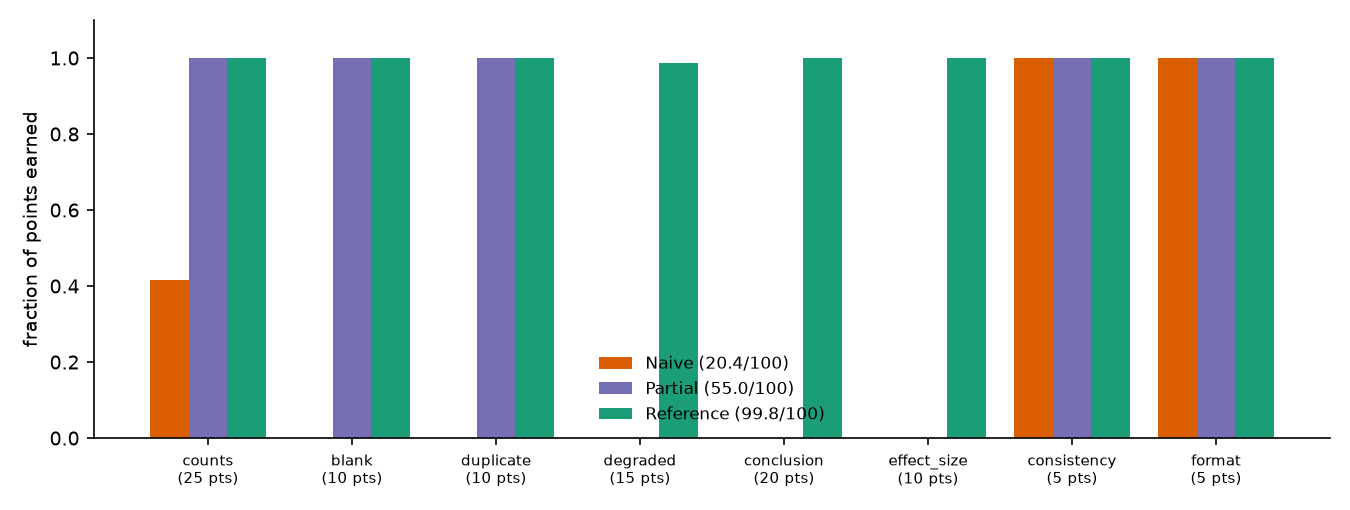 fraction of points earned
1.0
0.8
0.6
0.4
0.2
0.0
Naive (20.4/100)
Partial (55.0/100)
Reference (99.8/100)
counts
(25 pts)
blank
(10 pts)
duplicate
(10 pts)
degraded
(15 pts)
conclusion
(20 pts)
effect_size
(10 pts)
consistency
(5 pts)
format
(5 pts)